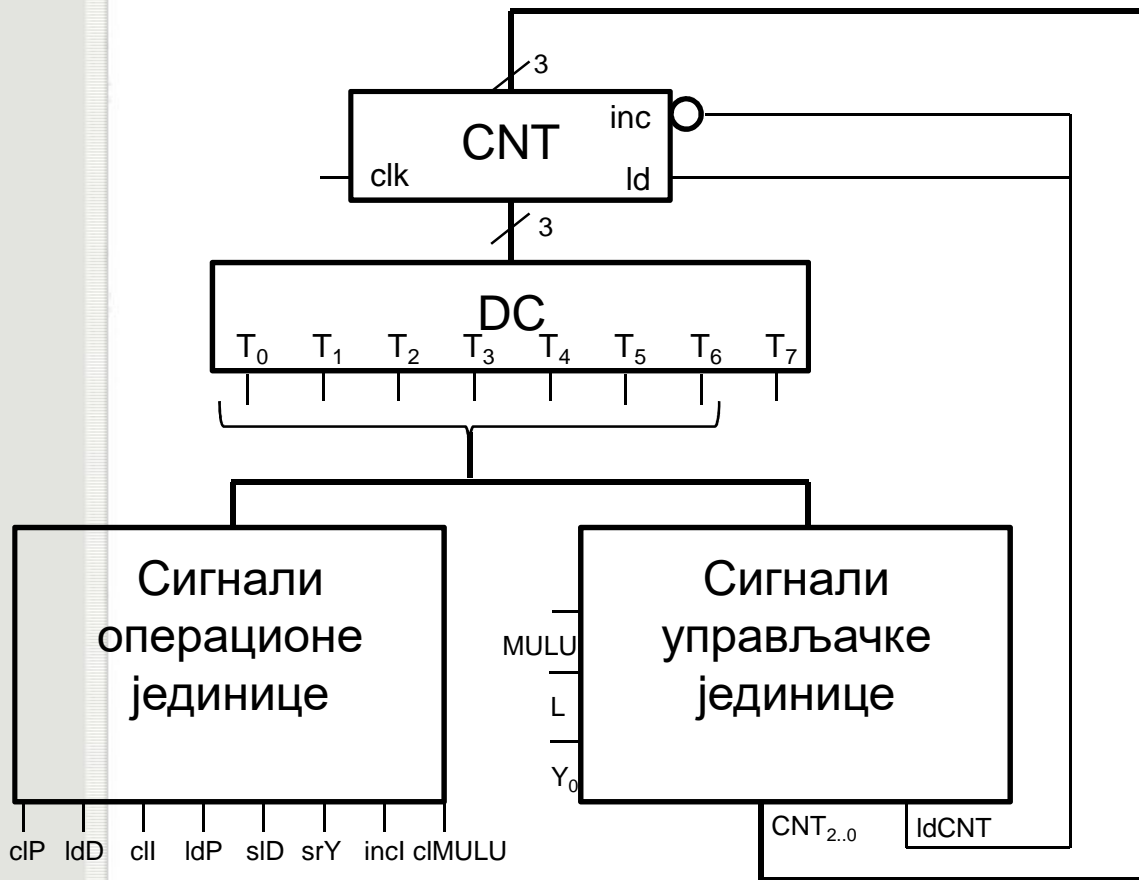 3
CNT
inc
clk
ld
3
DC
T0 T1 T2 T3 T4 T5 T6 T7
Сигнали
операционе
јединице
Сигнали
управљачке
јединице
MULU
L
Y0
CNT2..0
ldCNT
clP ldD clI ldP slD srY incI clMULU